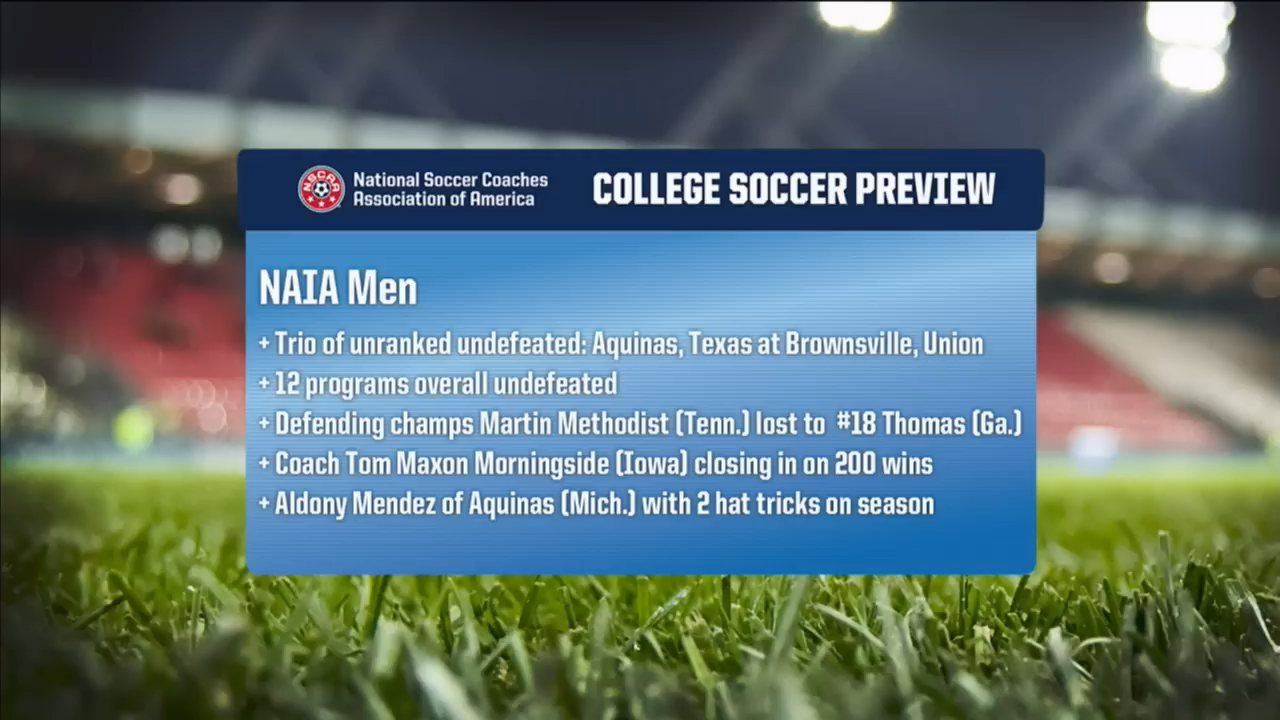 NSCAA
National Soccer Coaches
Association of America
COLLEGE SOCCER PREVIEW
NAIA Men
+ Trio of unranked undefeated: Aquinas, Texas at Brownsville, Union
+ 12 programs overall undefeated
+ Defending champs Martin Methodist (Tenn.) lost to #18 Thomas (Ga.)
+ Coach Tom Maxon Morningside (Iowa) closing in on 200 wins
+ Aldony Mendez of Aquinas (Mich.) with 2 hat tricks on season